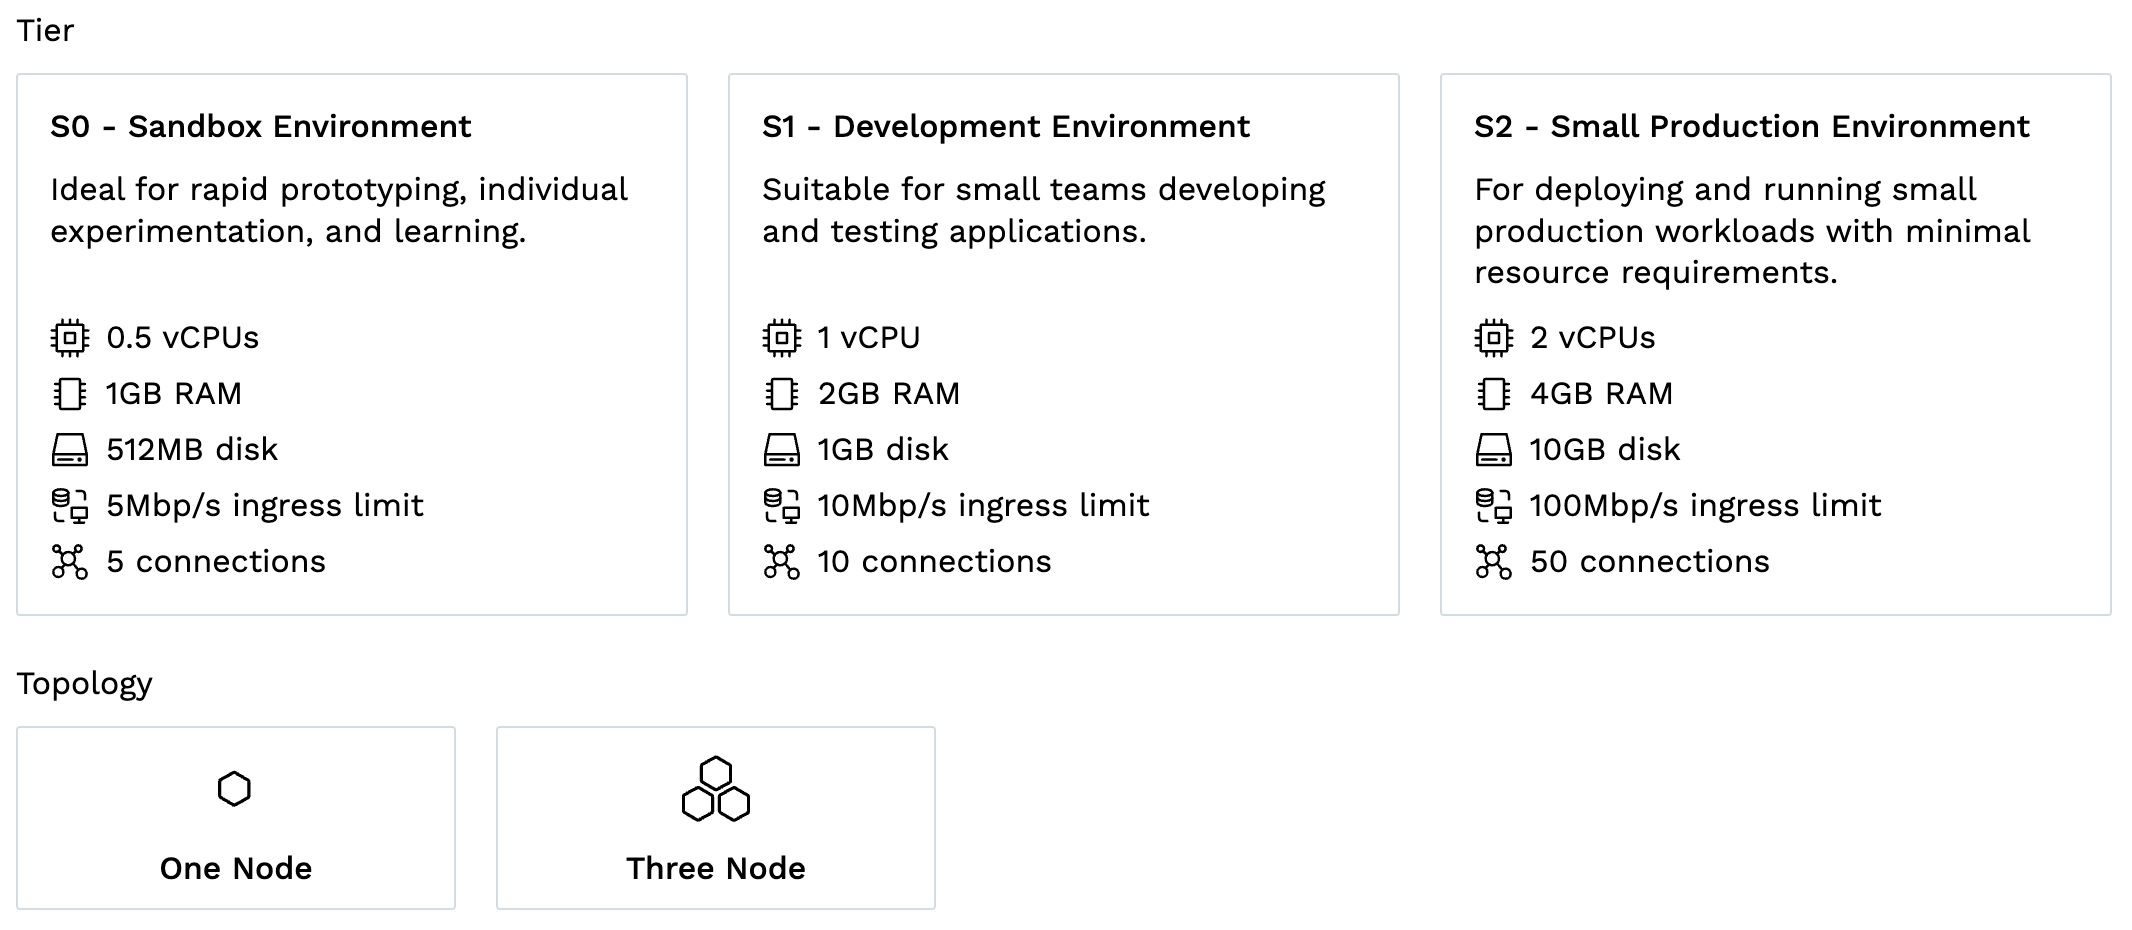 Tier
S0 - Sandbox Environment
Ideal for rapid prototyping, individual
experimentation, and learning.
0.5 vCPUs
1GB RAM
512MB disk
5Mbp/s ingress limit
5 connections
S1 - Development Environment
Suitable for small teams developing
and testing applications.
1 vCPU
2GB RAM
1GB disk
10Mbp/s ingress limit
10 connections
S2 - Small Production Environment
For deploying and running small
production workloads with minimal
resource requirements.
2 vCPUs
4GB RAM
10GB disk
100Mbp/s ingress limit
50 connections
Topology
One Node
Three Node